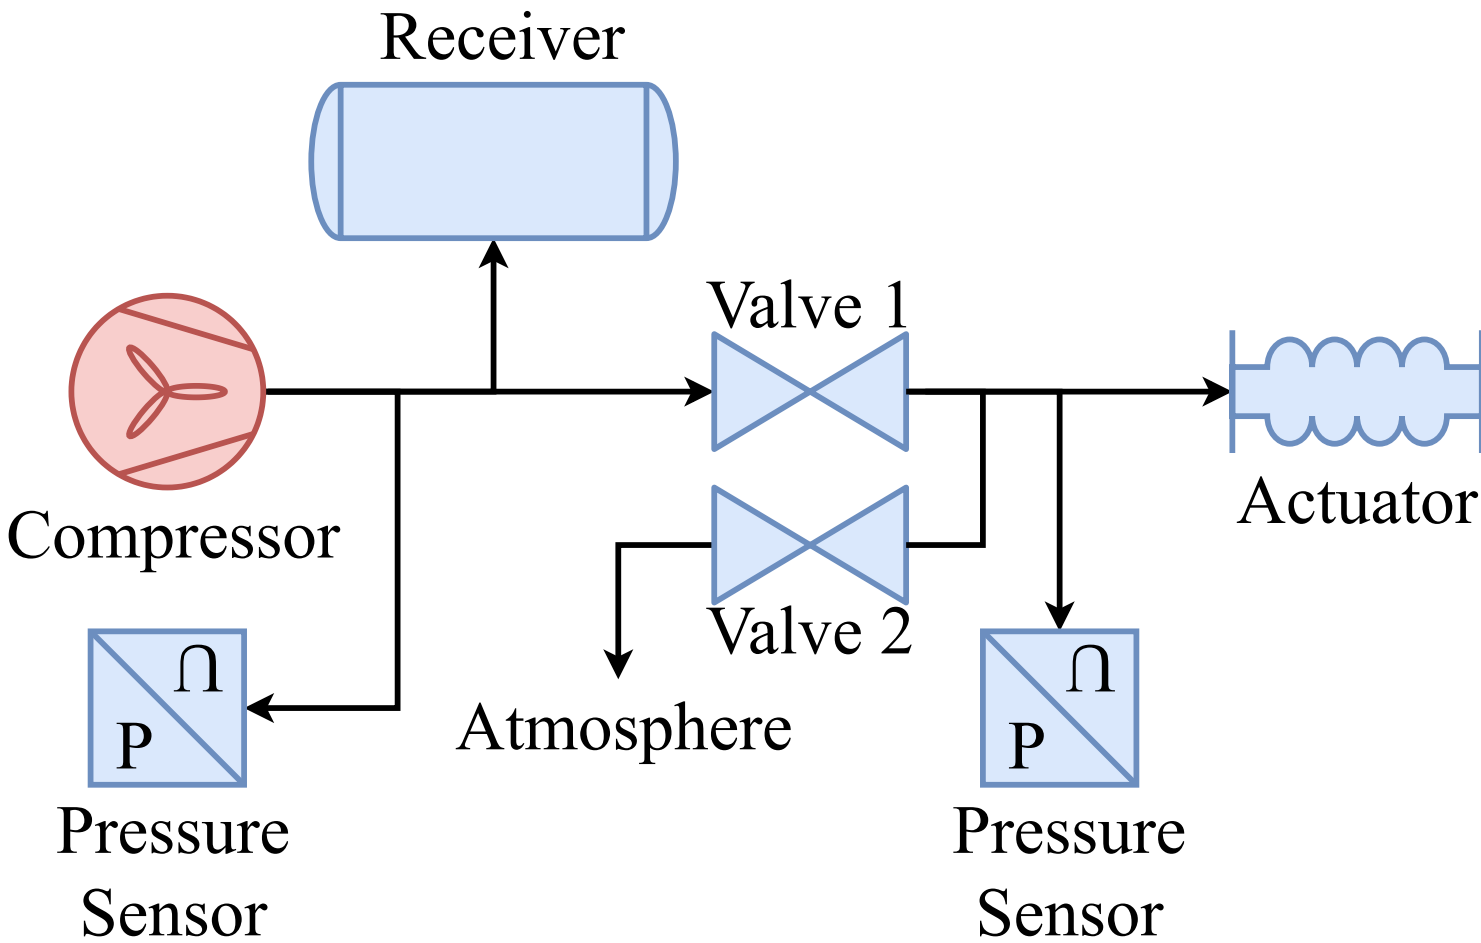 Receiver
Valve 1
Compressor
Actuator
Valve 2
Atmosphere
P
U
Pressure
Sensor
P
U
Pressure
Sensor